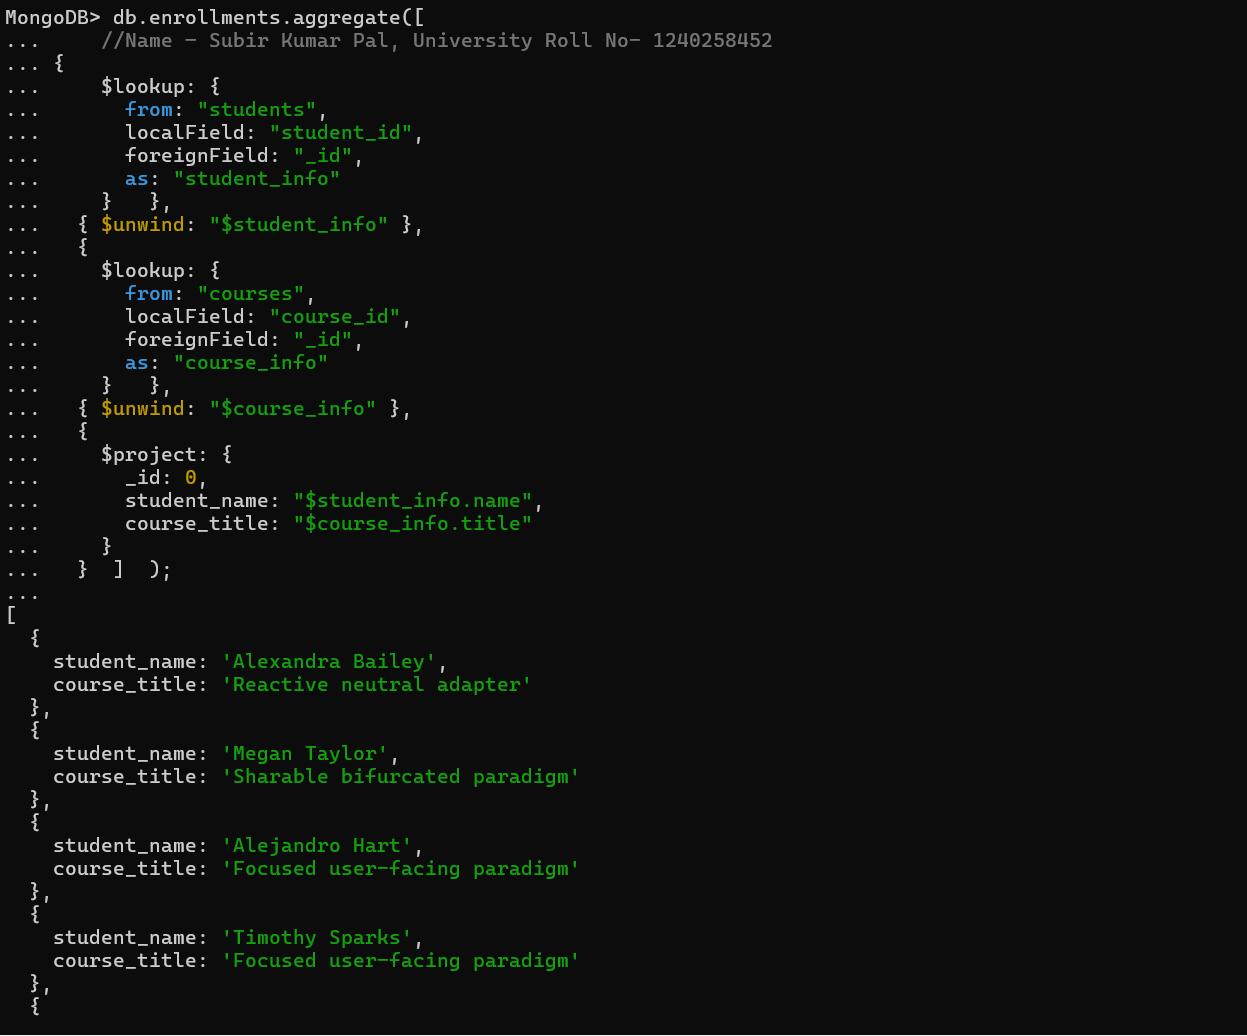 MongoDB> db.enrollments.aggregate([
...     //Name - Subir Kumar Pal, University Roll No- 1240258452
... {
...     $lookup: {
...       from: "students",
...       localField: "student_id",
...       foreignField: "_id",
...       as: "student_info"
...     }   },
...   { $unwind: "$student_info" },
...   {
...     $lookup: {
...       from: "courses",
...       localField: "course_id",
...       foreignField: "_id",
...       as: "course_info"
...     }   },
...   { $unwind: "$course_info" },
...   {
...     $project: {
...       _id: 0,
...       student_name: "$student_info.name",
...       course_title: "$course_info.title"
...     }
...   }  ]  );
...
[
  {
    student_name: 'Alexandra Bailey',
    course_title: 'Reactive neutral adapter'
  },
  {
    student_name: 'Megan Taylor',
    course_title: 'Sharable bifurcated paradigm'
  },
  {
    student_name: 'Alejandro Hart',
    course_title: 'Focused user-facing paradigm'
  },
  {
    student_name: 'Timothy Sparks',
    course_title: 'Focused user-facing paradigm'
  },
  {